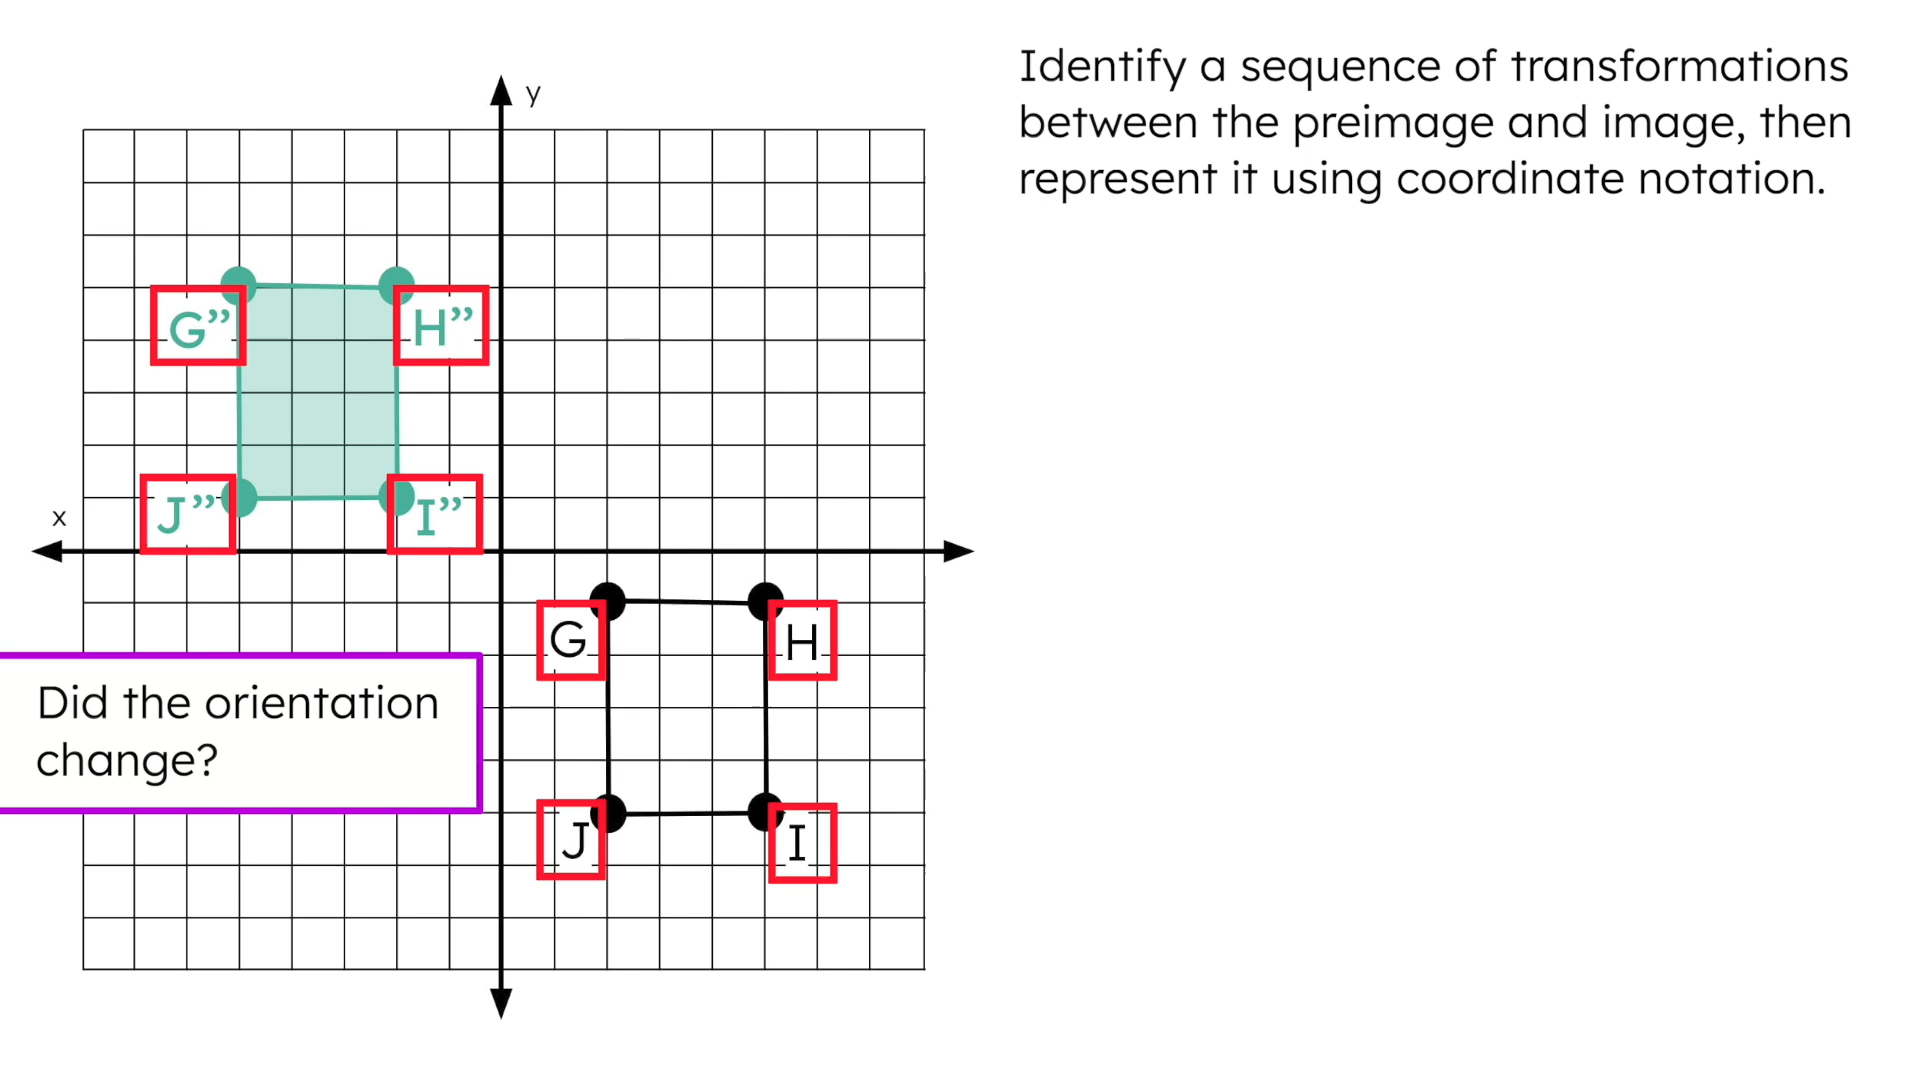 Identify a sequence of transformations
between the preimage and image, then
represent it using coordinate notation.
y
G” H”
J” I”
x
G H
Did the orientation
change?
J I